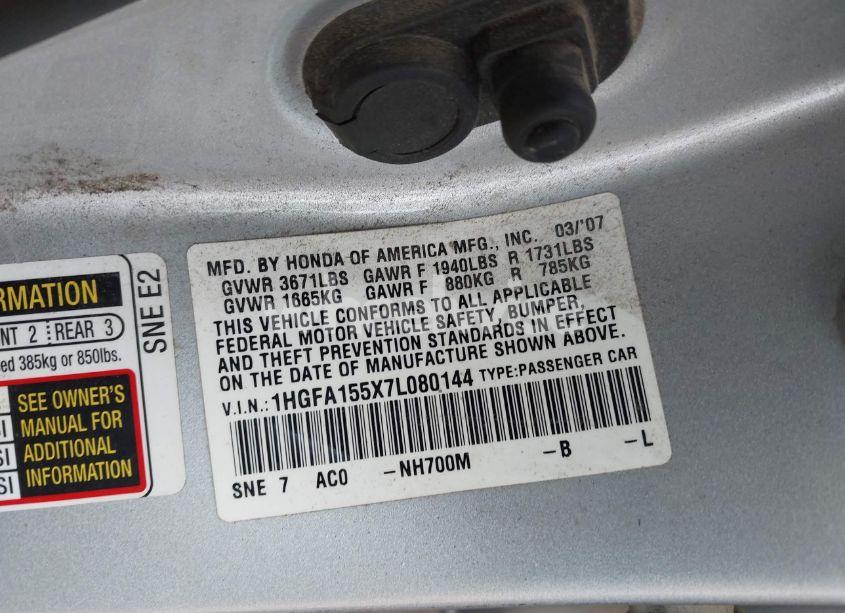 RMATION
NT 2 REAR 3
ed 385kg or 850lbs.
SEE OWNER'S
SI MANUAL FOR
SI ADDITIONAL
SI INFORMATION
SNE E2
MFD. BY HONDA OF AMERICA MFG., INC. 03/'07
GVWR 3671LBS GAWR F 1940LBS R 1731LBS
GVWR 1665KG GAWR F 880KG R 785KG
THIS VEHICLE CONFORMS TO ALL APPLICABLE
FEDERAL MOTOR VEHICLE SAFETY, BUMPER,
AND THEFT PREVENTION STANDARDS IN EFFECT
ON THE DATE OF MANUFACTURE SHOWN ABOVE.
V.I.N.: 1HGFA155X7L080144 TYPE:PASSENGER CAR
SNE 7 AC0 -NH700M -B -L